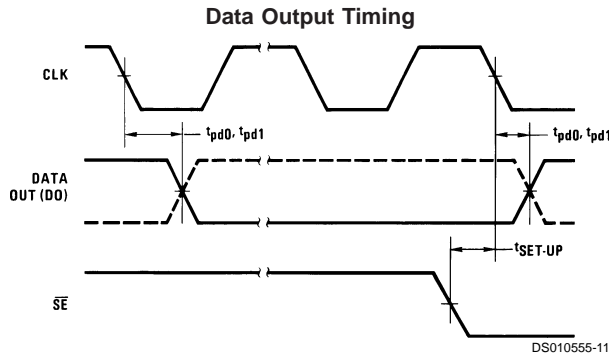 Data Output Timing
CLK
tpd0, tpd1
tpd0, tpd1
DATA
OUT (DO)
tSET-UP
SE
DS010555-11